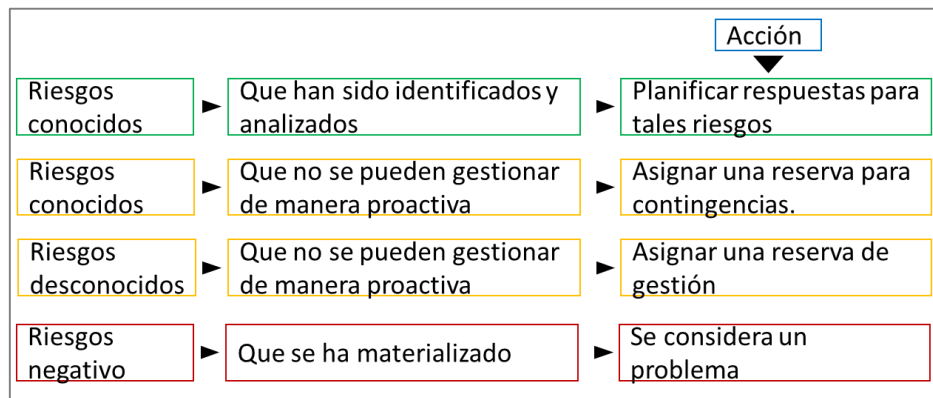 Acción
Riesgos
conocidos
Que han sido identificados y
analizados
Planificar respuestas para
tales riesgos
Riesgos
conocidos
Que no se pueden gestionar
de manera proactiva
Asignar una reserva para
contingencias.
Riesgos
desconocidos
Que no se pueden gestionar
de manera proactiva
Asignar una reserva de
gestión
Riesgos
negativo
Que se ha materializado
Se considera un
problema